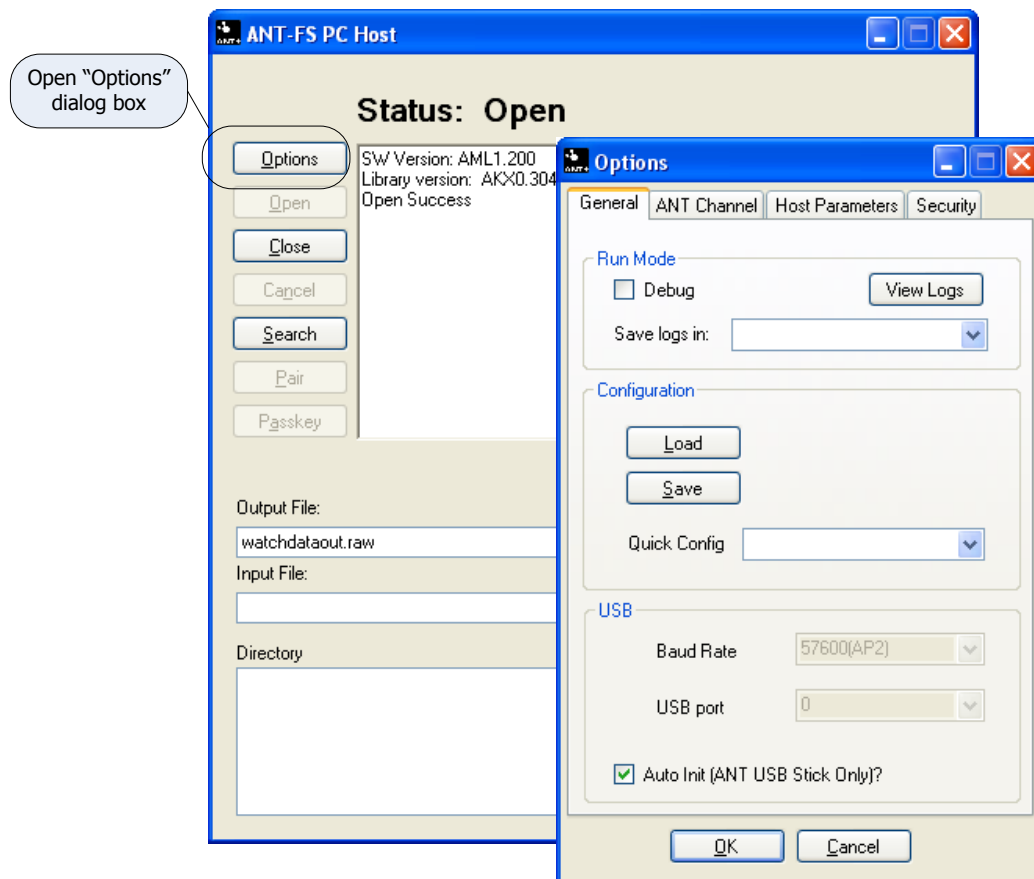 ANT-FS PC Host
Open “Options”
dialog box
Status: Open
Options
Open
Close
Cancel
Search
Pair
Passkey
SW Version: AML1.200
Library version: AKX0.304
Open Success
Output File:
watchdataout.raw
Input File:
Directory
ANT+
Options
General
ANT Channel
Host Parameters
Security
Run Mode
Debug
View Logs
Save logs in:
Configuration
Load
Save
Quick Config
USB
Baud Rate
57600(AP2)
USB port
0
Auto Init (ANT USB Stick Only)?
OK
Cancel